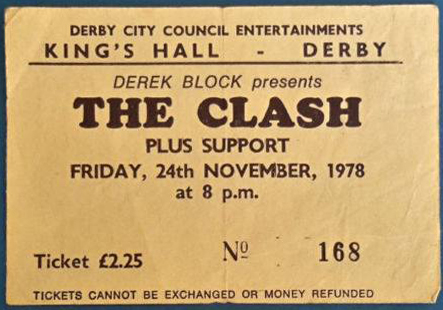 DERBY CITY COUNCIL ENTERTAINMENTS
KING'S HALL - DERBY
DEREK BLOCK presents
THE CLASH
PLUS SUPPORT
FRIDAY, 24th NOVEMBER, 1978
at 8 p.m.
Ticket £2.25 Nº 168
TICKETS CANNOT BE EXCHANGED OR MONEY REFUNDED